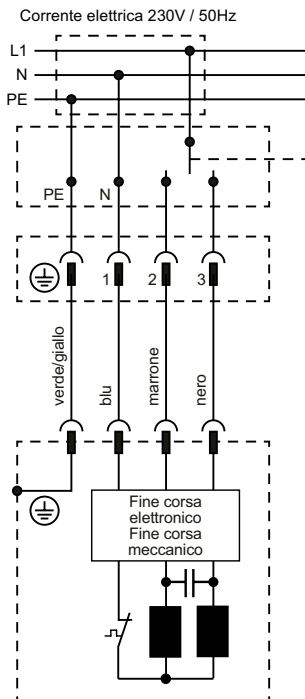 Corrente elettrica 230V / 50Hz
L1
N
PE
PE N
1 2 3
verde/giallo
blu
marrone
nero
Fine corsa
elettronico
Fine corsa
meccanico